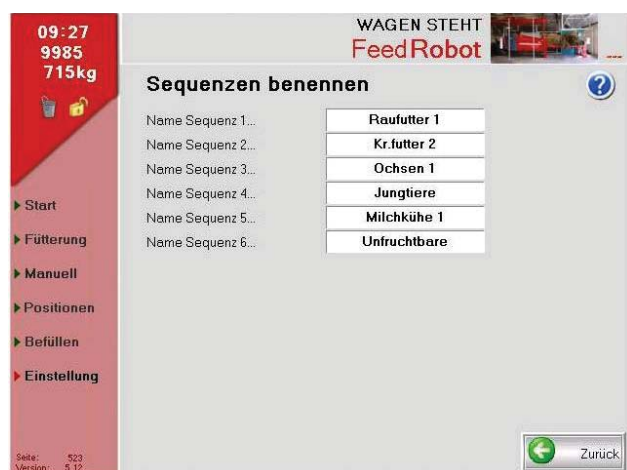 09:27
9985
715kg
WAGEN STEHT
FeedRobot
Sequenzen benennen
Name Sequenz 1... Raufutter 1
Name Sequenz 2... Kr.futter 2
Name Sequenz 3... Ochsen 1
Name Sequenz 4... Jungtiere
Name Sequenz 5... Milchkühe 1
Name Sequenz 6... Unfruchtbare
Start
Fütterung
Manuell
Positionen
Befüllen
Einstellung
Seite: 523
Version: 5.12
Zurück